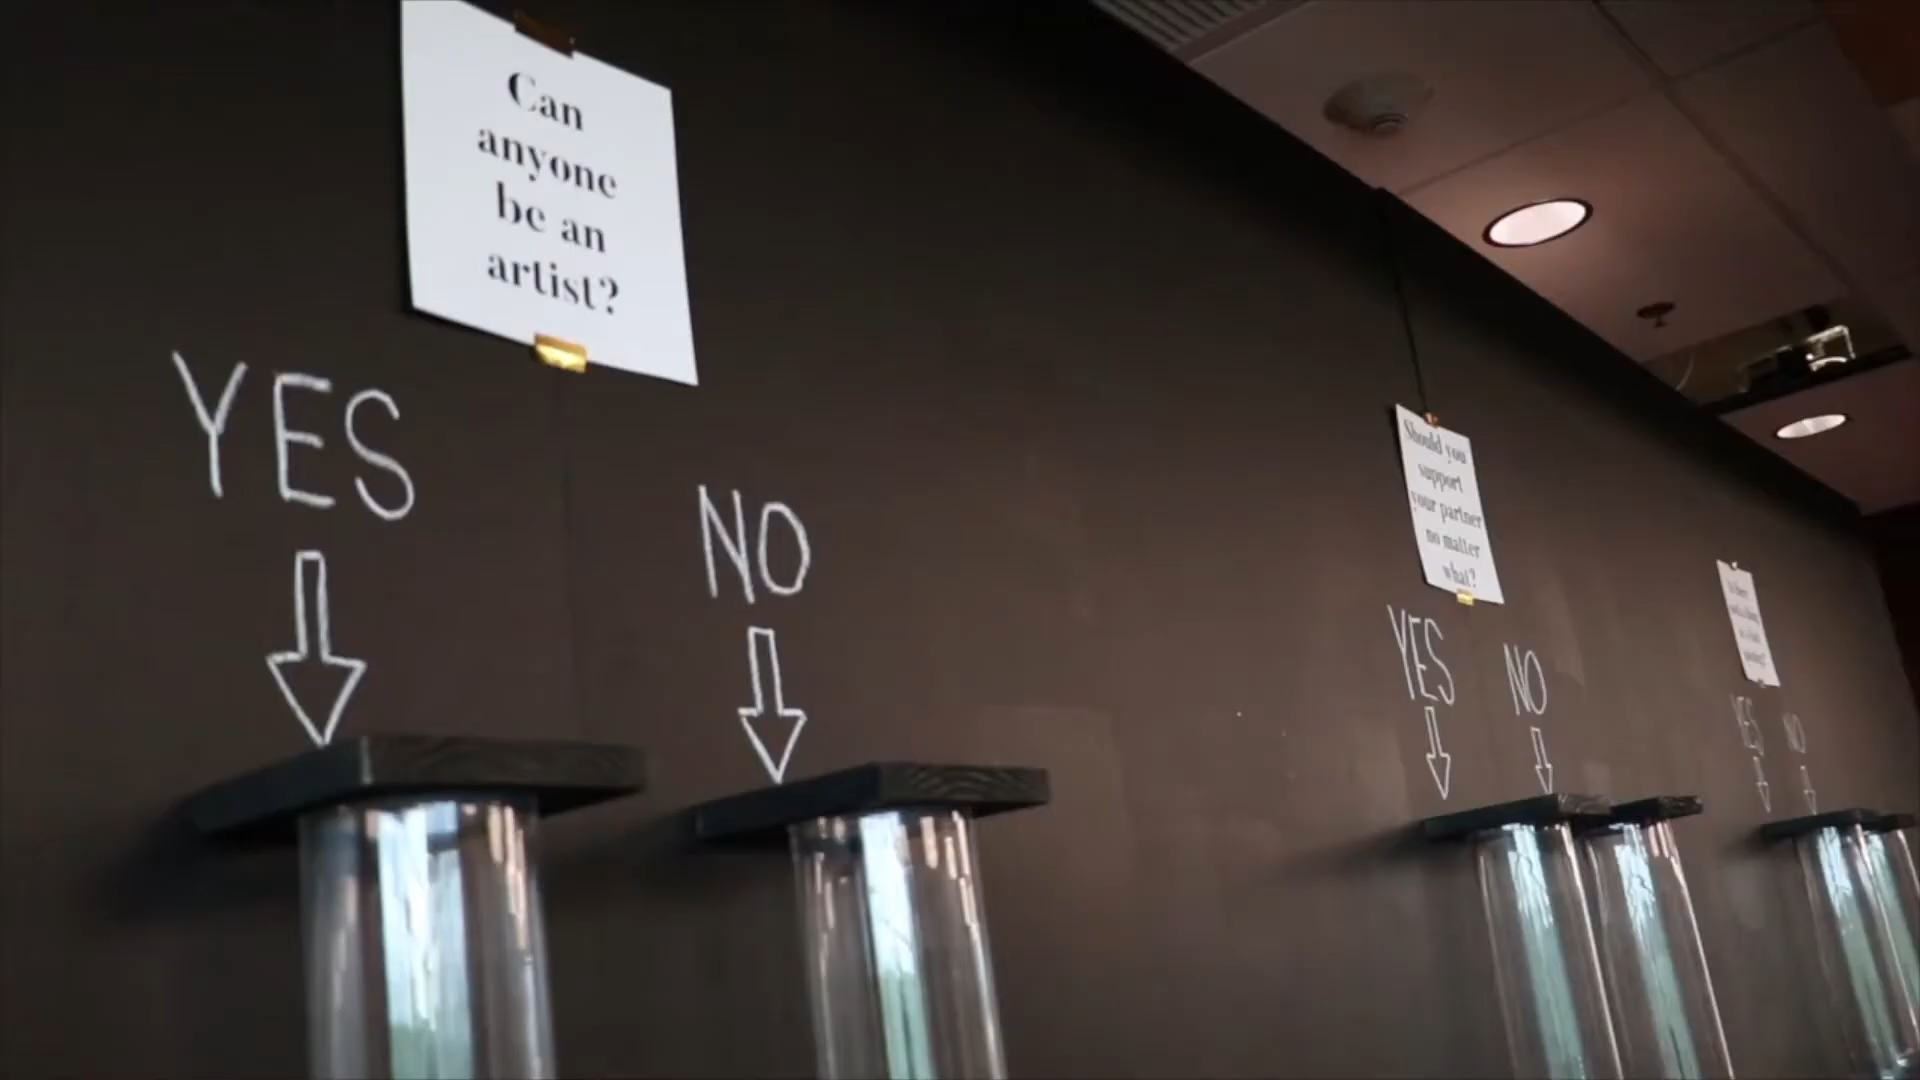 Can
anyone
be an
artist?
YES
NO
Should you
support
your partner
no matter
what?
YES
NO
YES
NO